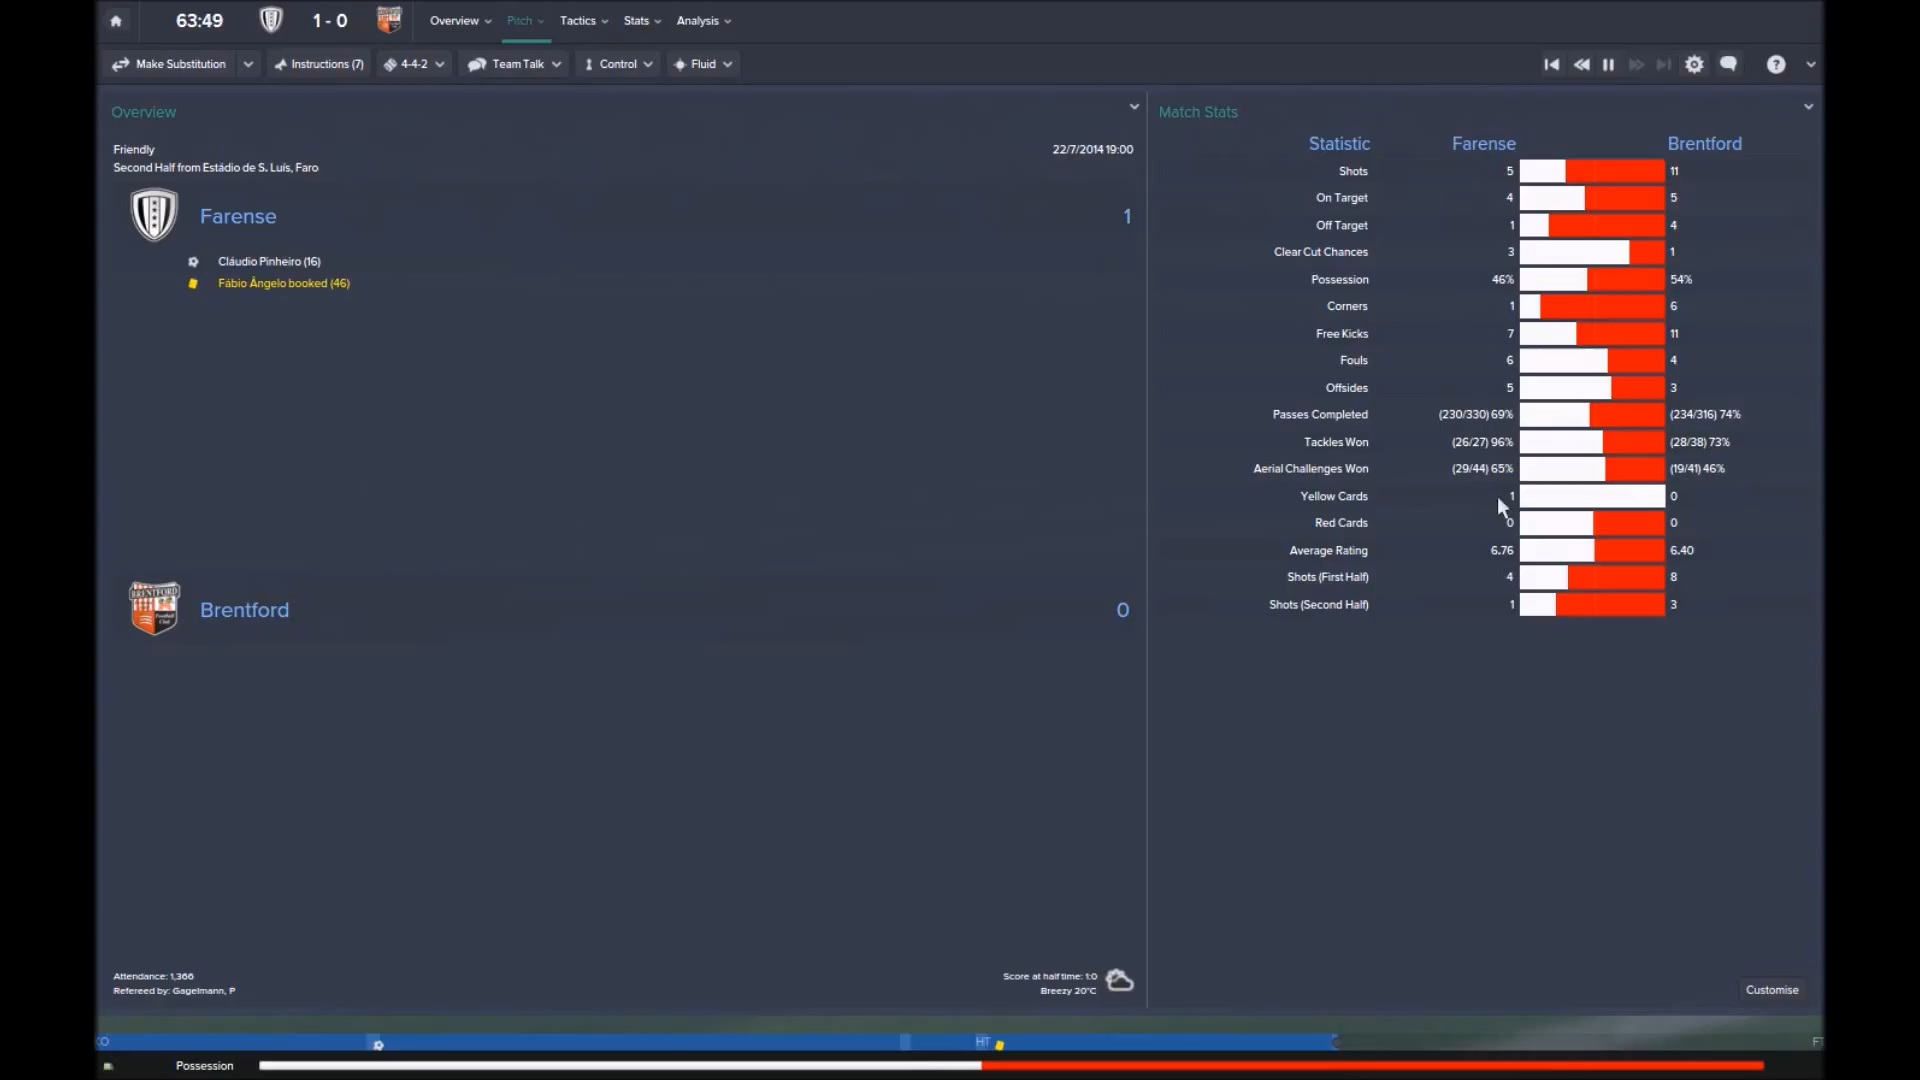 63:49 1 - 0 Overview Pitch Tactics Stats Analysis
Make Substitution Instructions (7) 4-4-2 Team Talk Control Fluid ?
Overview
Friendly 22/7/2014 19:00
Second Half from Estádio de S. Luís, Faro
Farense 1
Cláudio Pinheiro (16)
Fábio Ângelo booked (46)
BRENTFORD
Brentford 0
Attendance: 1,366
Refereed by: Gagelmann, P
Score at half time: 1:0
Breezy 20°C
Match Stats
Statistic Farense Brentford
Shots 5 11
On Target 4 5
Off Target 1 4
Clear Cut Chances 3 1
Possession 46% 54%
Corners 1 6
Free Kicks 7 11
Fouls 6 4
Offsides 5 3
Passes Completed (230/330) 69% (234/316) 74%
Tackles Won (26/27) 96% (28/38) 73%
Aerial Challenges Won (29/44) 65% (19/41) 46%
Yellow Cards 1 0
Red Cards 0 0
Average Rating 6.76 6.40
Shots (First Half) 4 8
Shots (Second Half) 1 3
Customise
HT
Possession